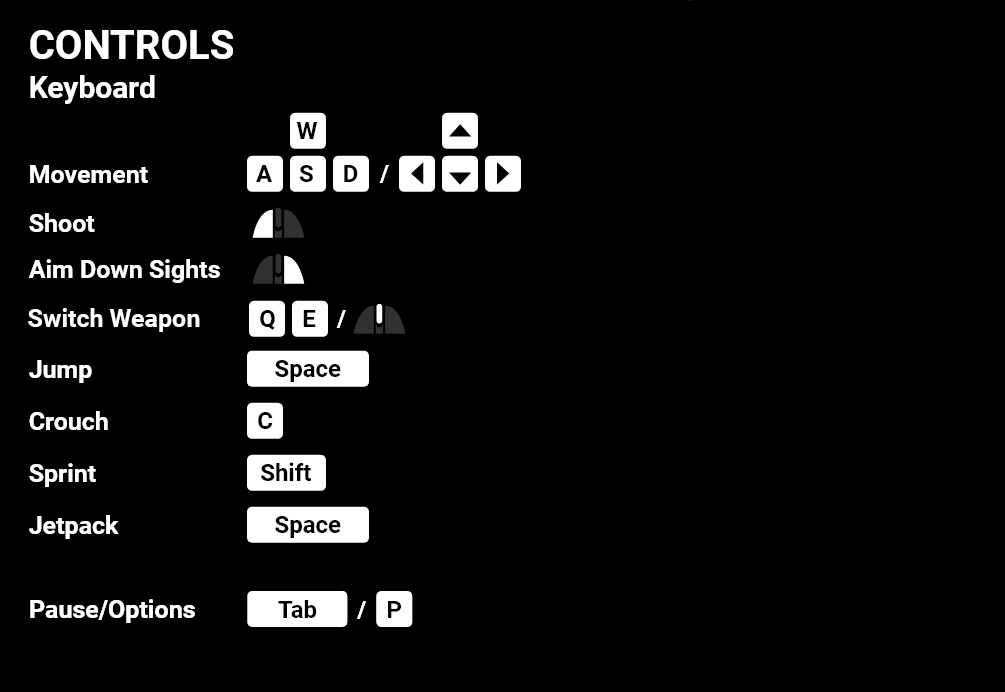 CONTROLS
Keyboard
W
Movement A S D /
Shoot
Aim Down Sights
Switch Weapon Q E /
Jump Space
Crouch C
Sprint Shift
Jetpack Space
Pause/Options Tab / P